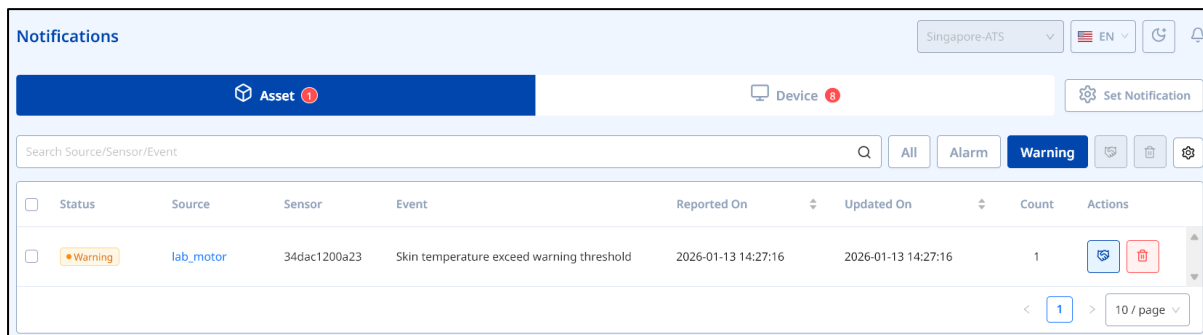 Notifications
Singapore-ATS
EN
Asset 1
Device 8
Set Notification
Search Source/Sensor/Event
All
Alarm
Warning
Status Source Sensor Event Reported On Updated On Count Actions
Warning lab_motor 34dac1200a23 Skin temperature exceed warning threshold 2026-01-13 14:27:16 2026-01-13 14:27:16 1
< 1 > 10 / page